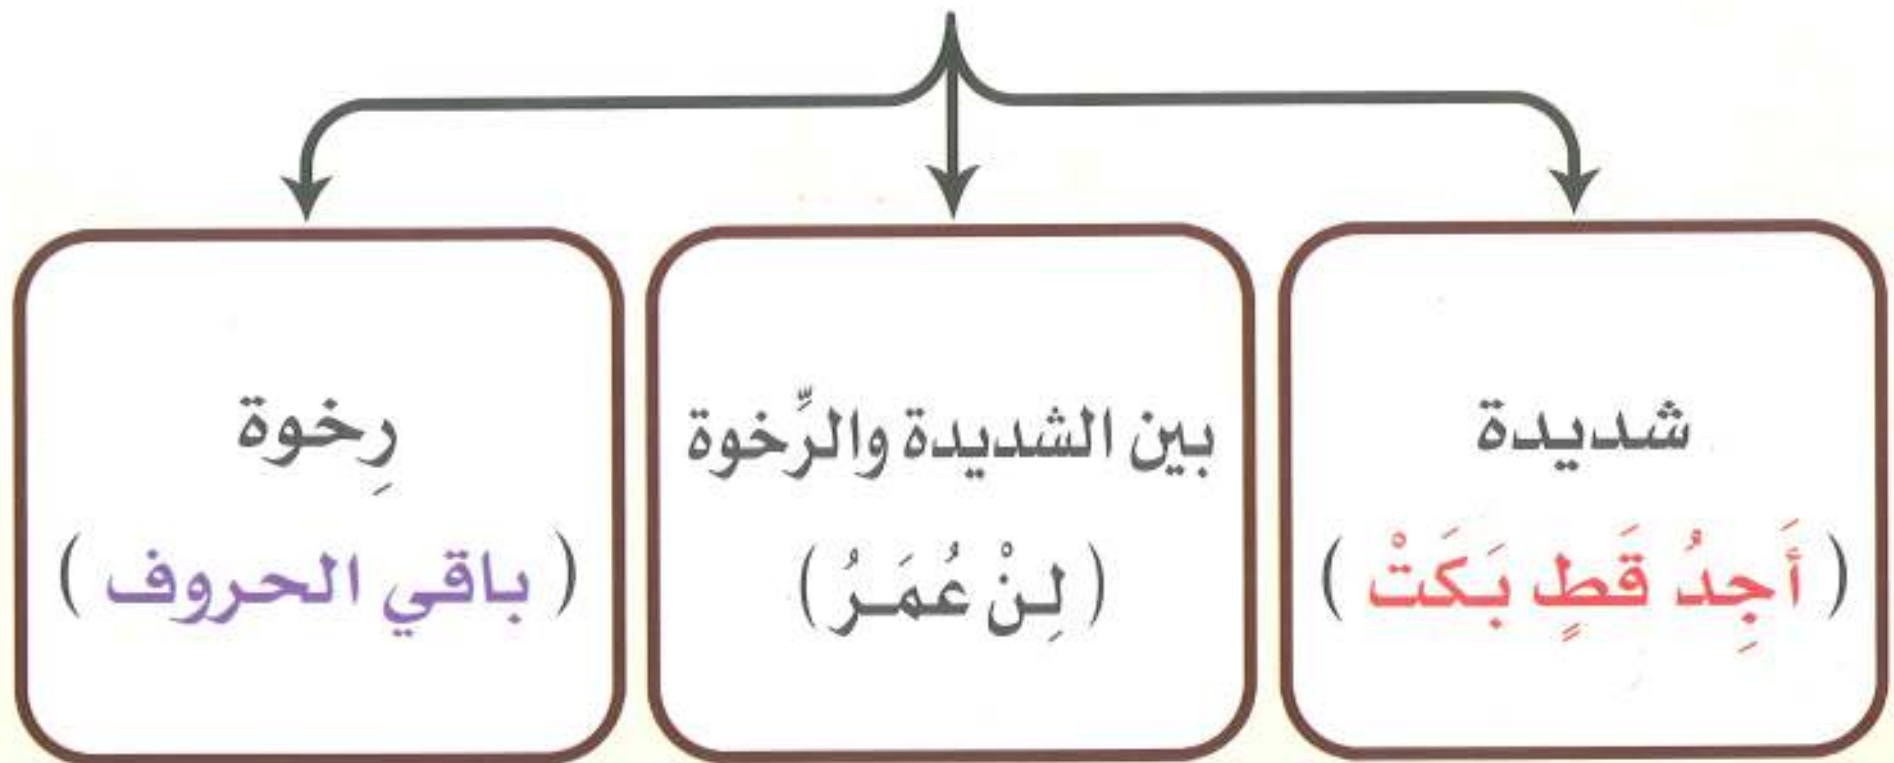 شديدة
( أَجِدُ قَطٍ بَكَتْ )
بين الشديدة والرِّخوة
( لِنْ عُمَرُ )
رِخوة
( باقي الحروف )